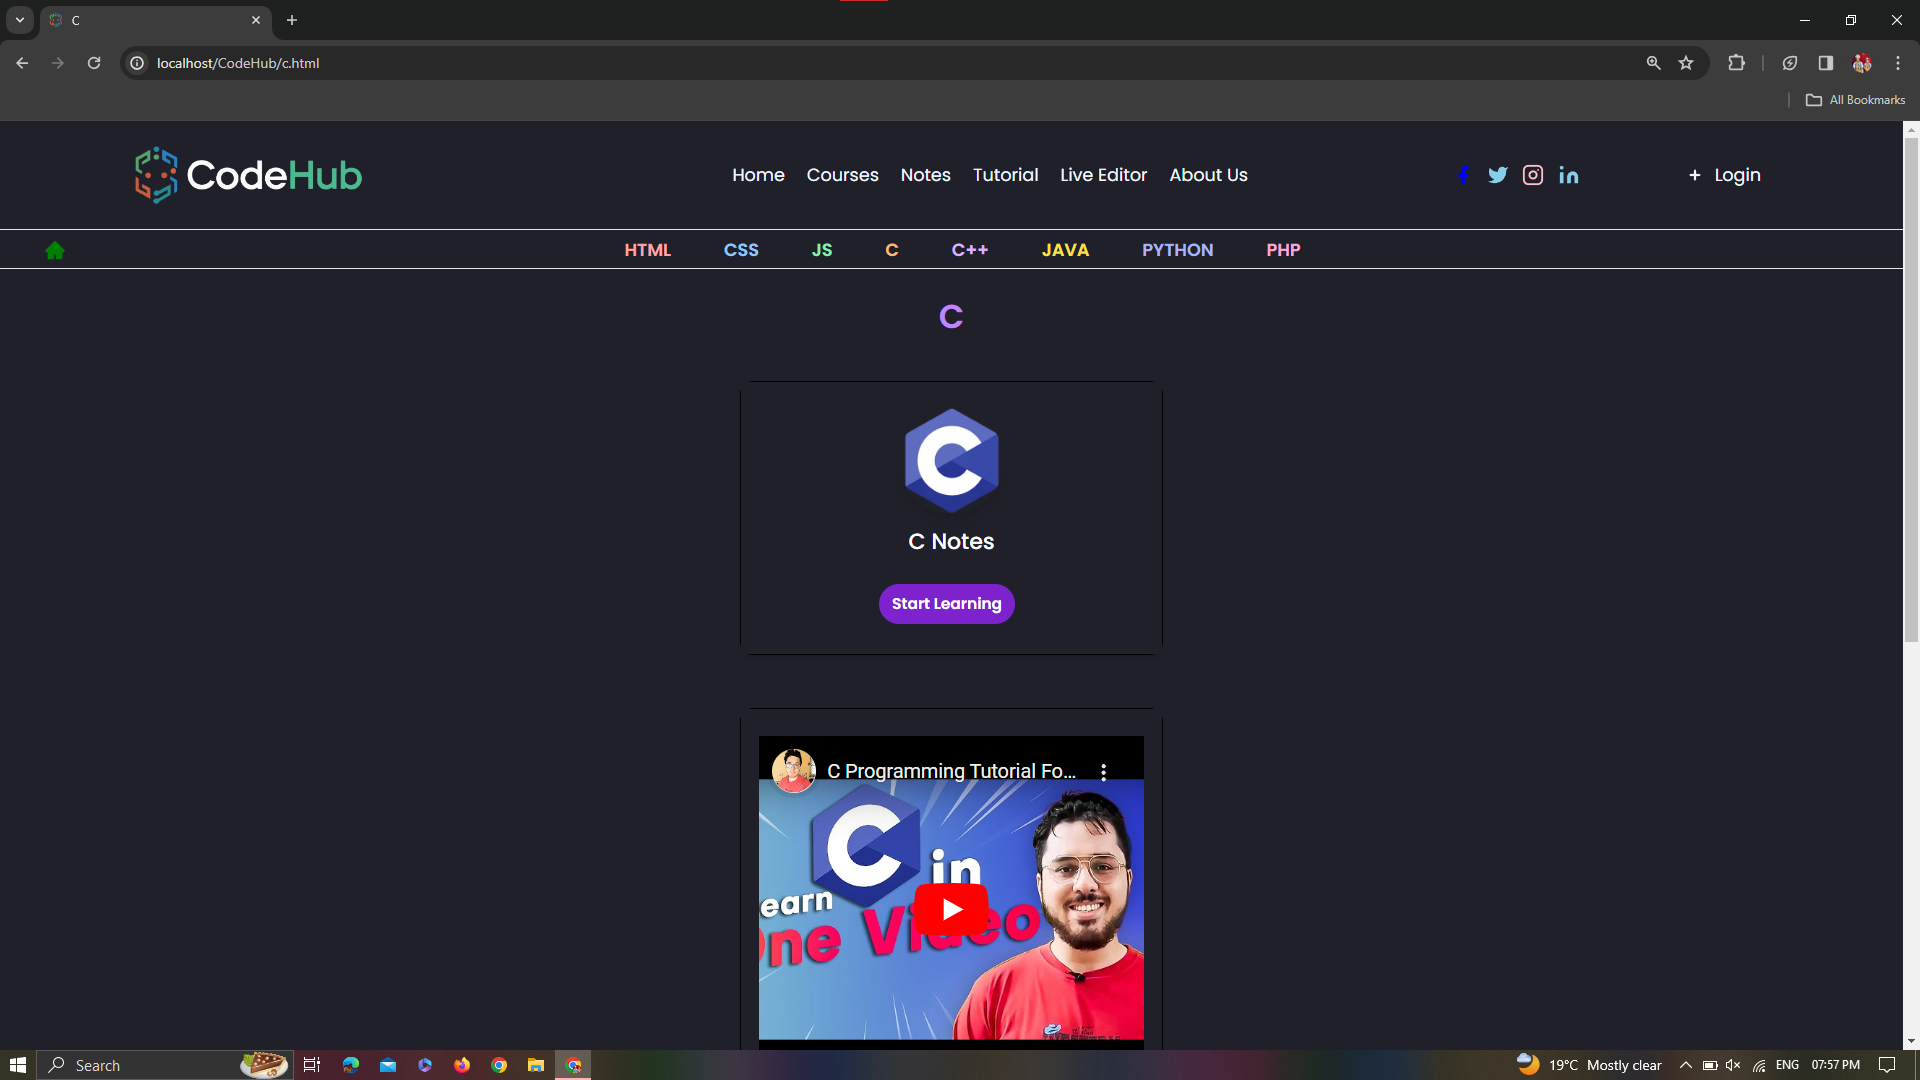 C
localhost/CodeHub/c.html
All Bookmarks
CodeHub
Home Courses Notes Tutorial Live Editor About Us
+ Login
HTML CSS JS C C++ JAVA PYTHON PHP
C
C
C Notes
Start Learning
C Programming Tutorial Fo...
C in
earn
One Video
Search
19°C Mostly clear
ENG
07:57 PM